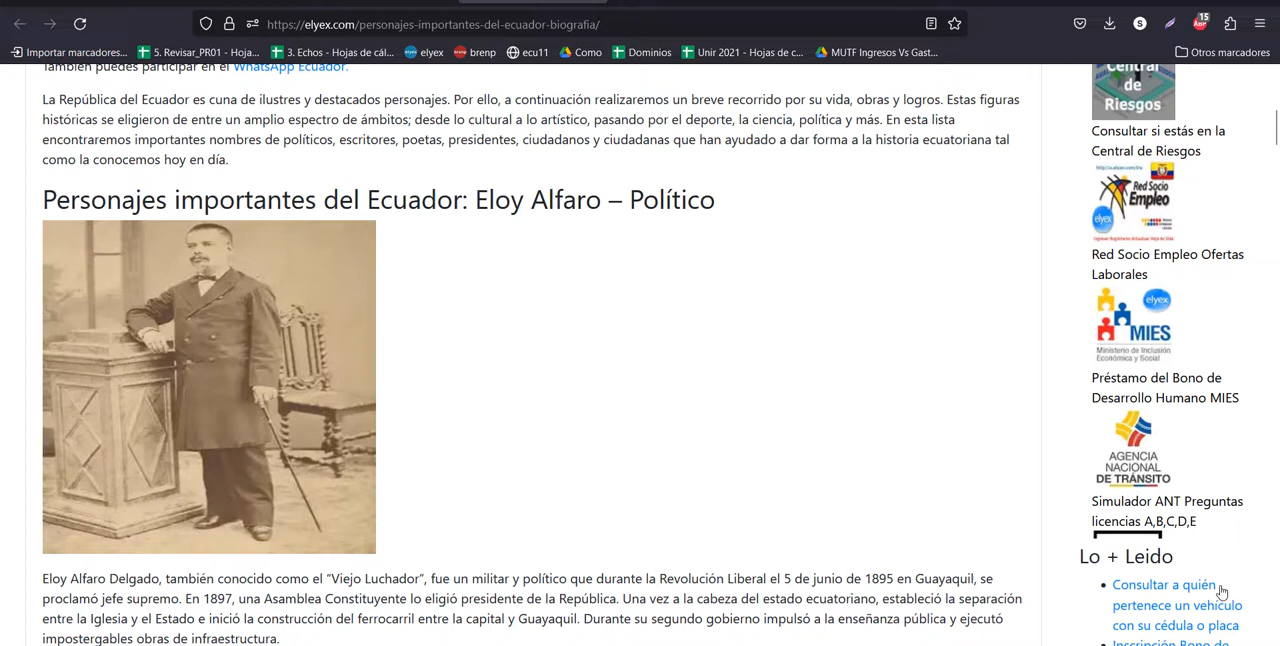 https://elyex.com/personajes-importantes-del-ecuador-biografia/
S
15
Importar marcadores...
5. Revisar_PR01 - Hoja...
3. Echos - Hojas de cál...
elyex
brenp
ecu11
Como
Dominios
Unir 2021 - Hojas de c...
MUTF Ingresos Vs Gast...
Otros marcadores
También puedes participar en el WhatsApp Ecuador.
La República del Ecuador es cuna de ilustres y destacados personajes. Por ello, a continuación realizaremos un breve recorrido por su vida, obras y logros. Estas figuras
históricas se eligieron de entre un amplio espectro de ámbitos; desde lo cultural a lo artístico, pasando por el deporte, la ciencia, política y más. En esta lista
encontraremos importantes nombres de políticos, escritores, poetas, presidentes, ciudadanos y ciudadanas que han ayudado a dar forma a la historia ecuatoriana tal
como la conocemos hoy en día.
Personajes importantes del Ecuador: Eloy Alfaro – Político
Eloy Alfaro Delgado, también conocido como el “Viejo Luchador”, fue un militar y político que durante la Revolución Liberal el 5 de junio de 1895 en Guayaquil, se
proclamó jefe supremo. En 1897, una Asamblea Constituyente lo eligió presidente de la República. Una vez a la cabeza del estado ecuatoriano, estableció la separación
entre la Iglesia y el Estado e inició la construcción del ferrocarril entre la capital y Guayaquil. Durante su segundo gobierno impulsó a la enseñanza pública y ejecutó
impostergables obras de infraestructura.
Central
de
Riesgos
Consultar si estás en la
Central de Riesgos
Red Socio
Empleo
elyex
Red Socio Empleo Ofertas
Laborales
elyex
MIES
Ministerio de Inclusión
Económica y Social
Préstamo del Bono de
Desarrollo Humano MIES
AGENCIA
NACIONAL
DE TRÁNSITO
Simulador ANT Preguntas
licencias A,B,C,D,E
Lo + Leido
Consultar a quién
pertenece un vehículo
con su cédula o placa
Inscripción Bono de